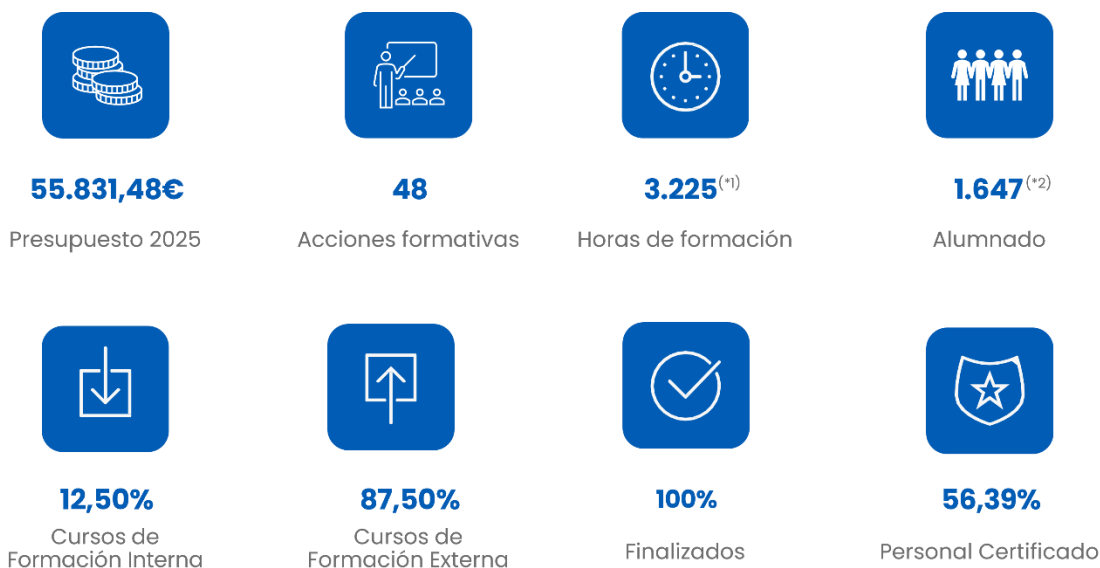 55.831,48€
Presupuesto 2025
48
Acciones formativas
3.225(*1)
Horas de formación
1.647(*2)
Alumnado
12,50%
Cursos de
Formación Interna
87,50%
Cursos de
Formación Externa
100%
Finalizados
56,39%
Personal Certificado